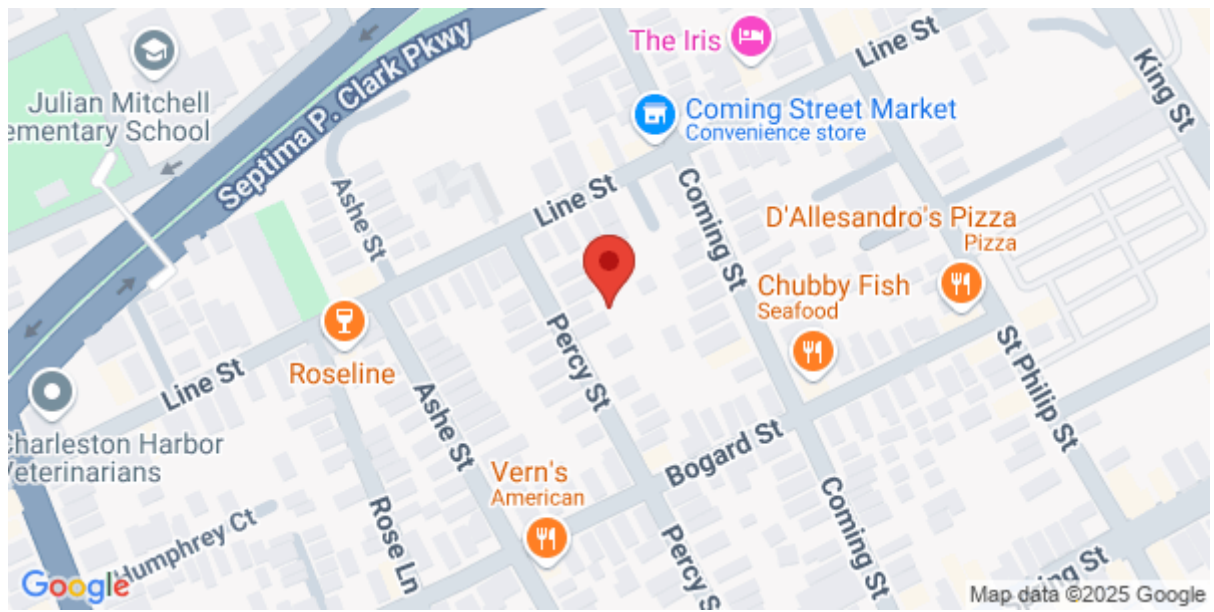 The Iris
Line St
King St
Julian Mitchell
ementary School
Septima P. Clark Pkwy
Coming Street Market
Convenience store
Ashe St
Line St
Coming St
D'Allesandro's Pizza
Pizza
Chubby Fish
Seafood
Roseline
Percy St
St Philip St
Line St
Ashe St
Charleston Harbor
Veterinarians
Vern's
American
Bogard St
Coming St
Rose Ln
Humphrey Ct
Percy S
ing St
Google
Map data ©2025 Google